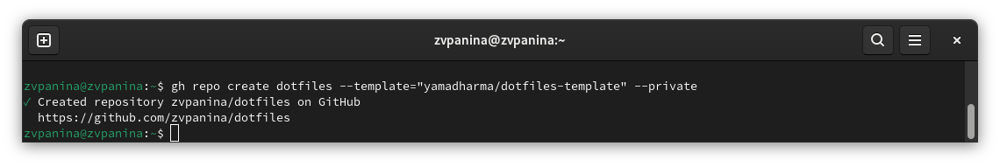 zvpanina@zvpanina:~
zvpanina@zvpanina:~$ gh repo create dotfiles --template="yamadharma/dotfiles-template" --private
✓ Created repository zvpanina/dotfiles on GitHub
https://github.com/zvpanina/dotfiles
zvpanina@zvpanina:~$